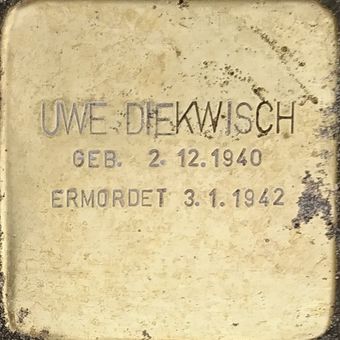 UWE DIEKWISCH
GEB. 2.12.1940
ERMORDET 3.1.1942